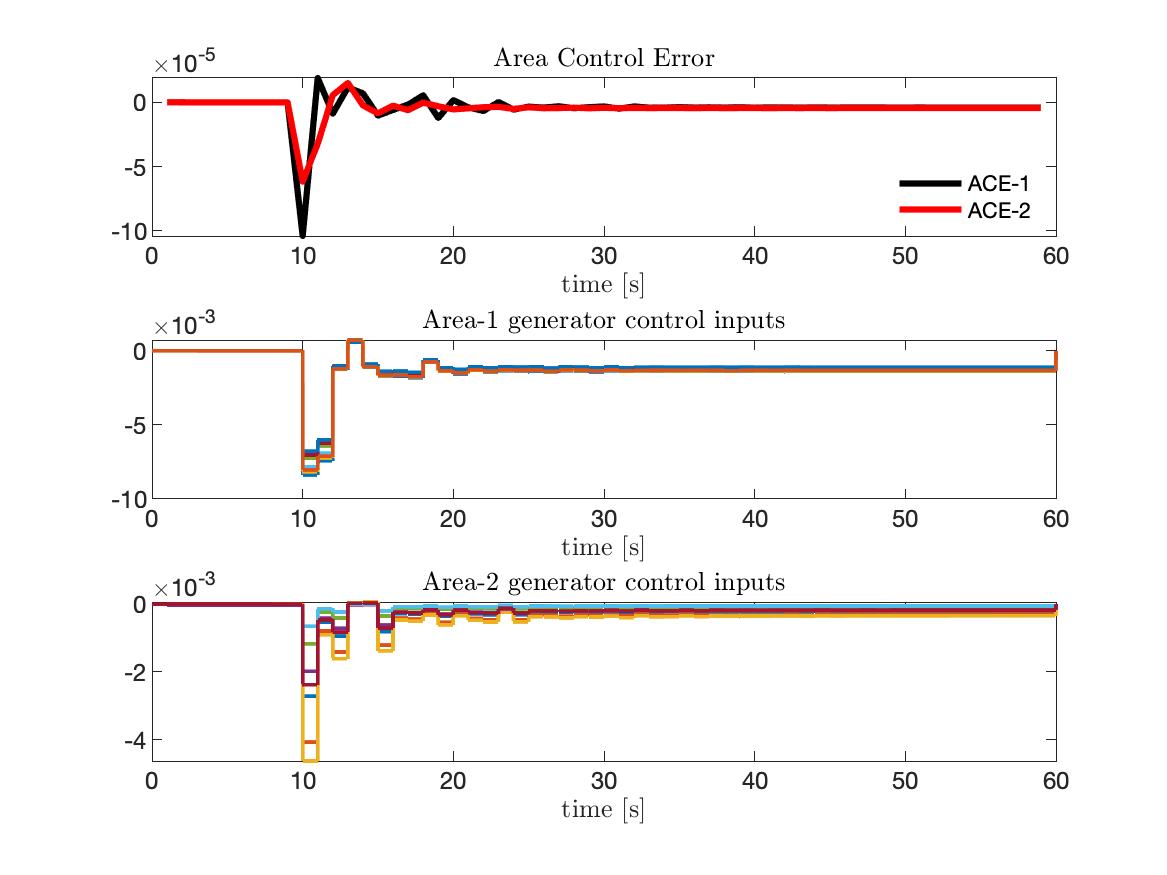 ×10⁻⁵
Area Control Error
0
-5
-10
ACE-1
ACE-2
0 10 20 30 40 50 60
time [s]
×10⁻³
Area-1 generator control inputs
0
-5
-10
0 10 20 30 40 50 60
time [s]
×10⁻³
Area-2 generator control inputs
0
-2
-4
0 10 20 30 40 50 60
time [s]